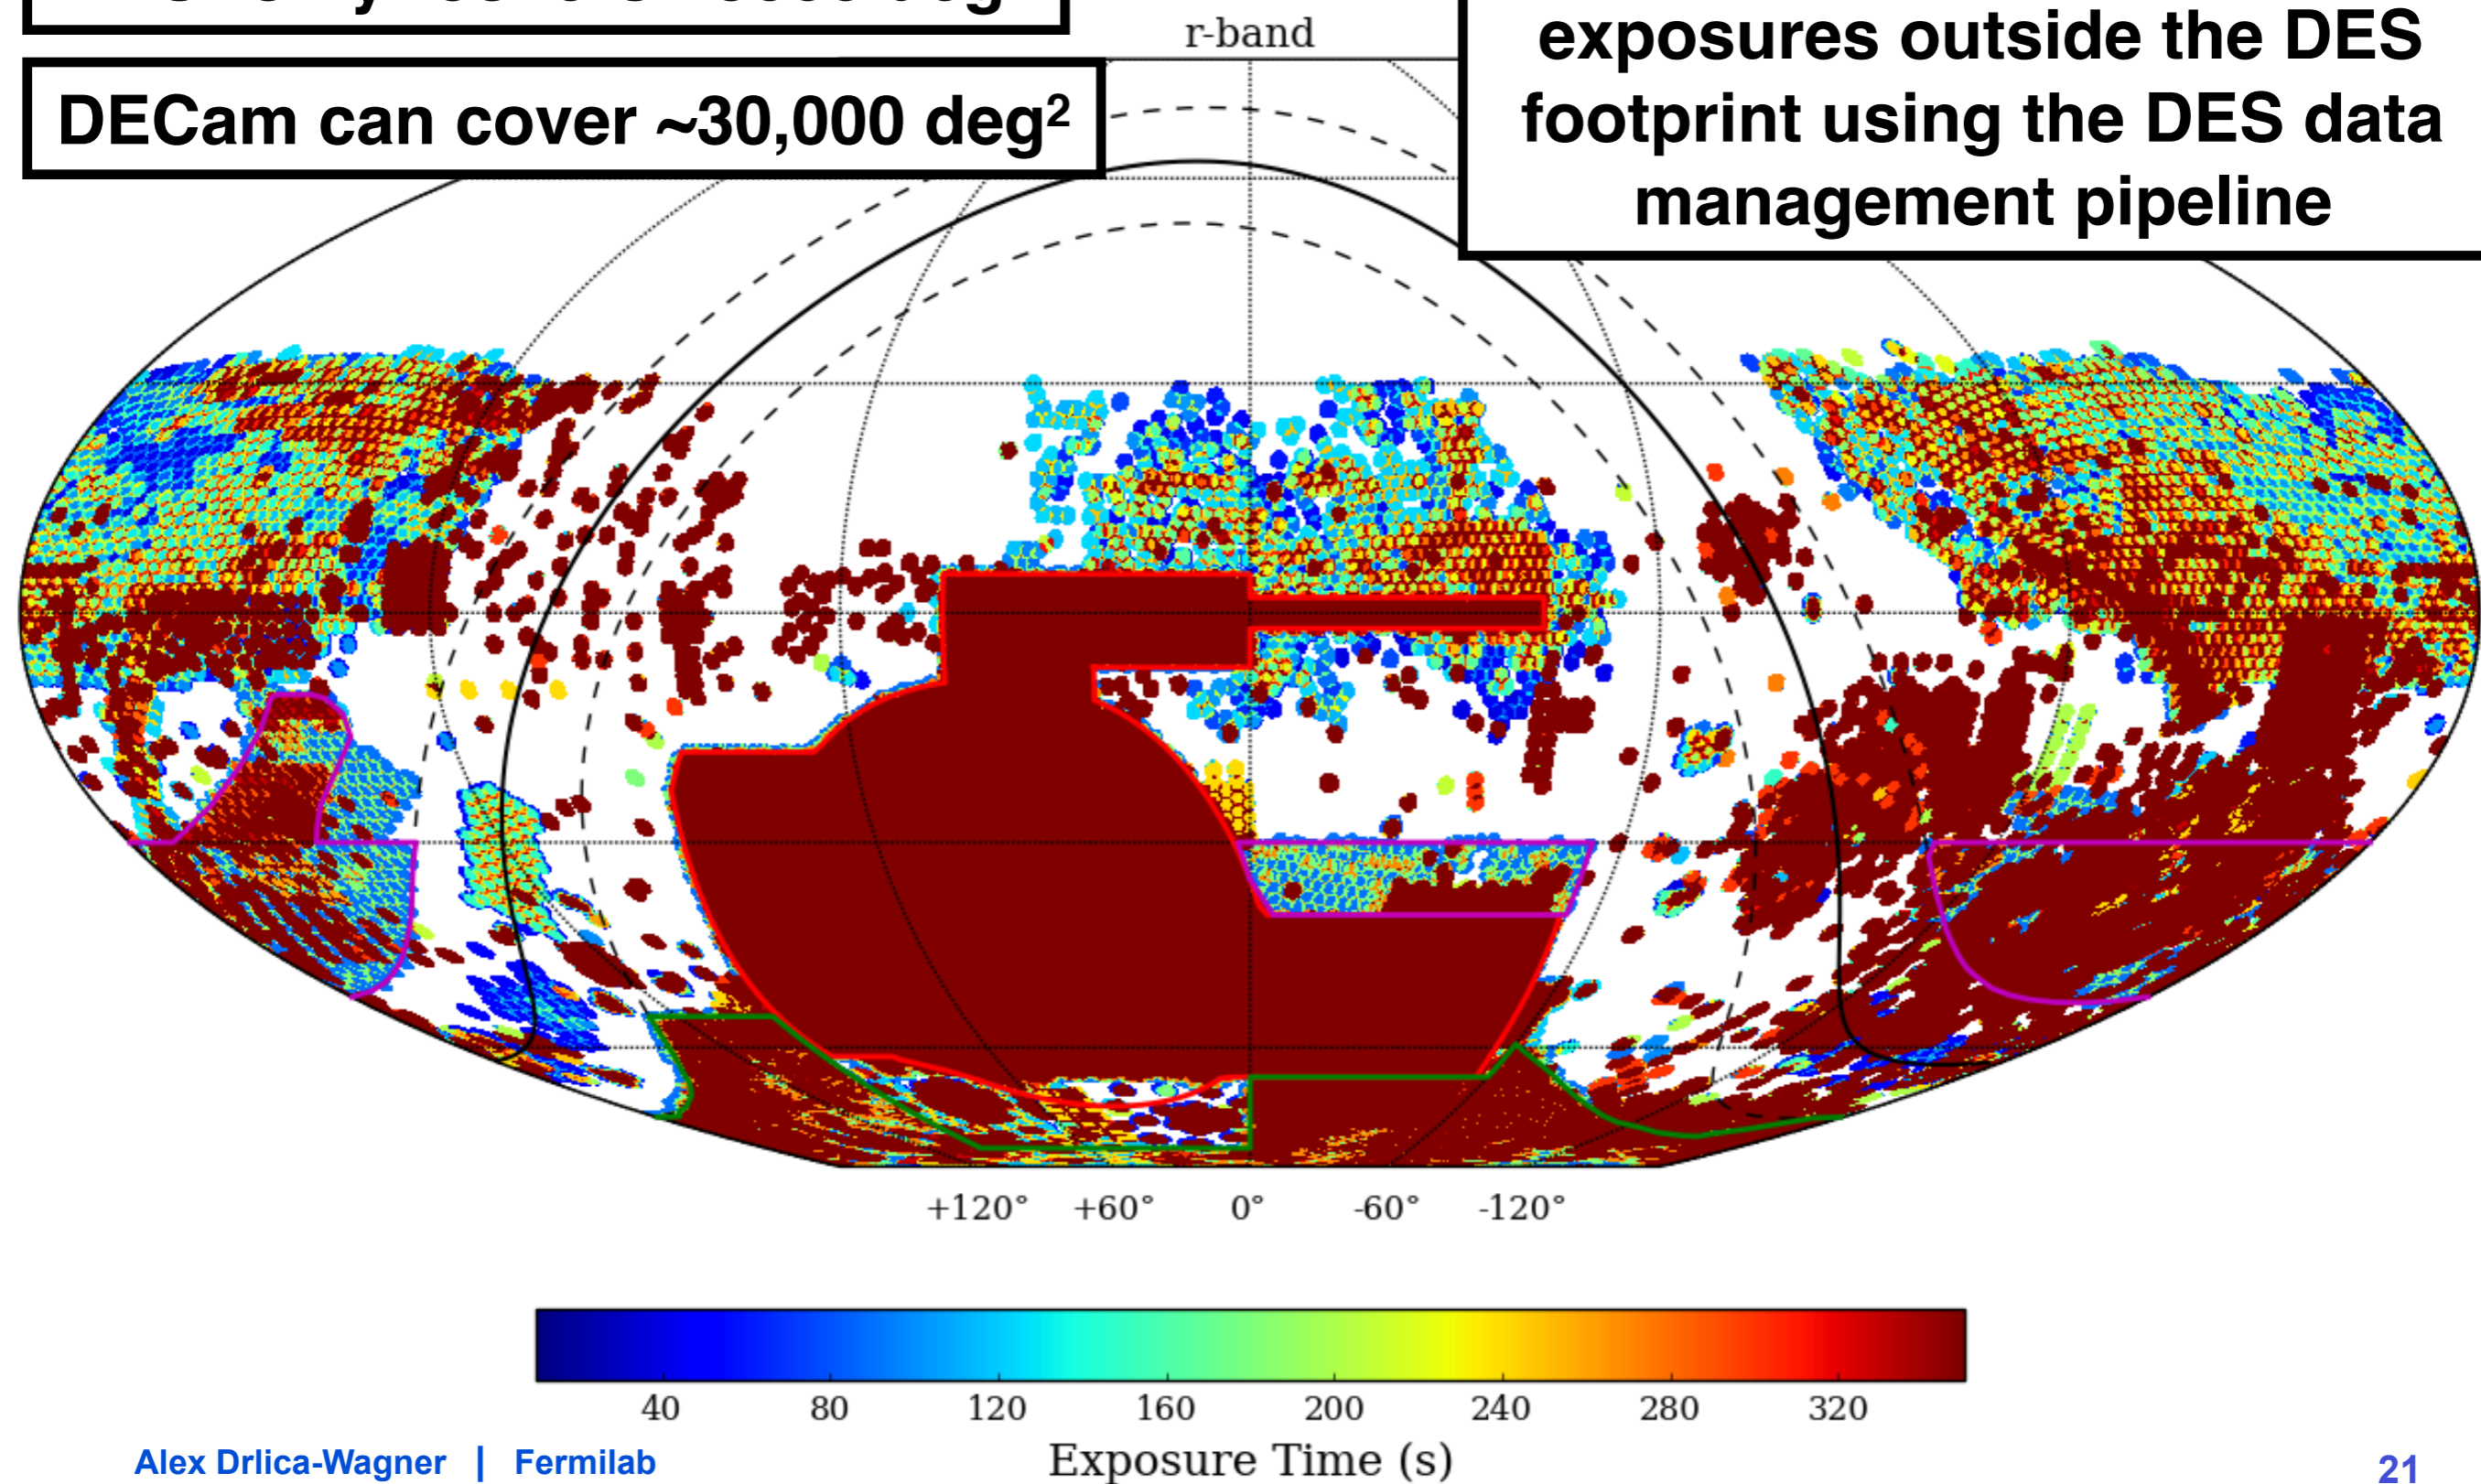 r-band
DECam can cover ~30,000 deg²
exposures outside the DES
footprint using the DES data
management pipeline
+120° +60° 0° -60° -120°
40 80 120 160 200 240 280 320
Exposure Time (s)
Alex Drlica-Wagner | Fermilab
21